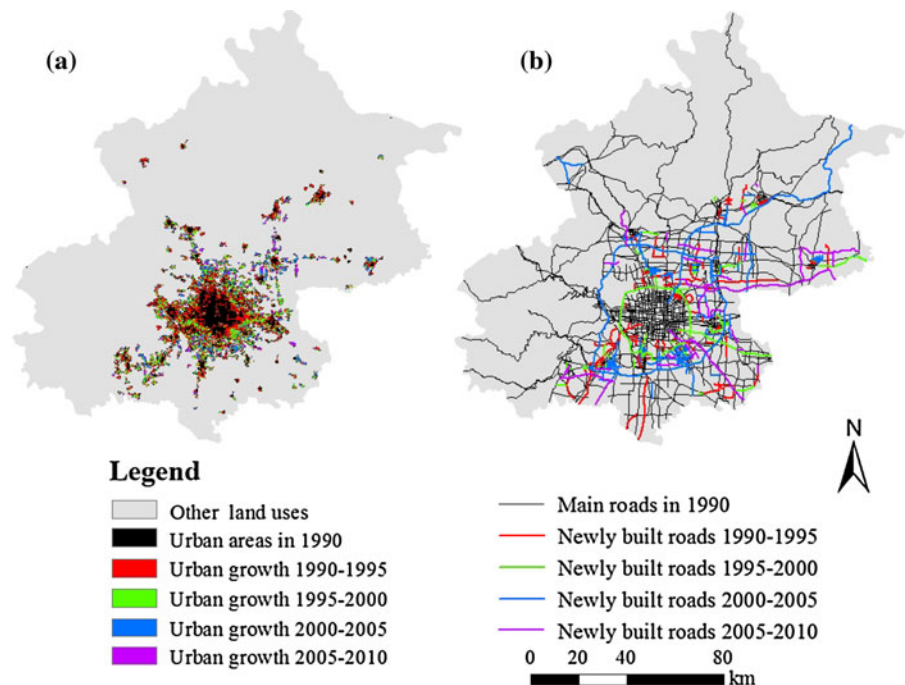 (a)
(b)
N
Legend
Other land uses
Urban areas in 1990
Urban growth 1990-1995
Urban growth 1995-2000
Urban growth 2000-2005
Urban growth 2005-2010
Main roads in 1990
Newly built roads 1990-1995
Newly built roads 1995-2000
Newly built roads 2000-2005
Newly built roads 2005-2010
0 20 40 80
km